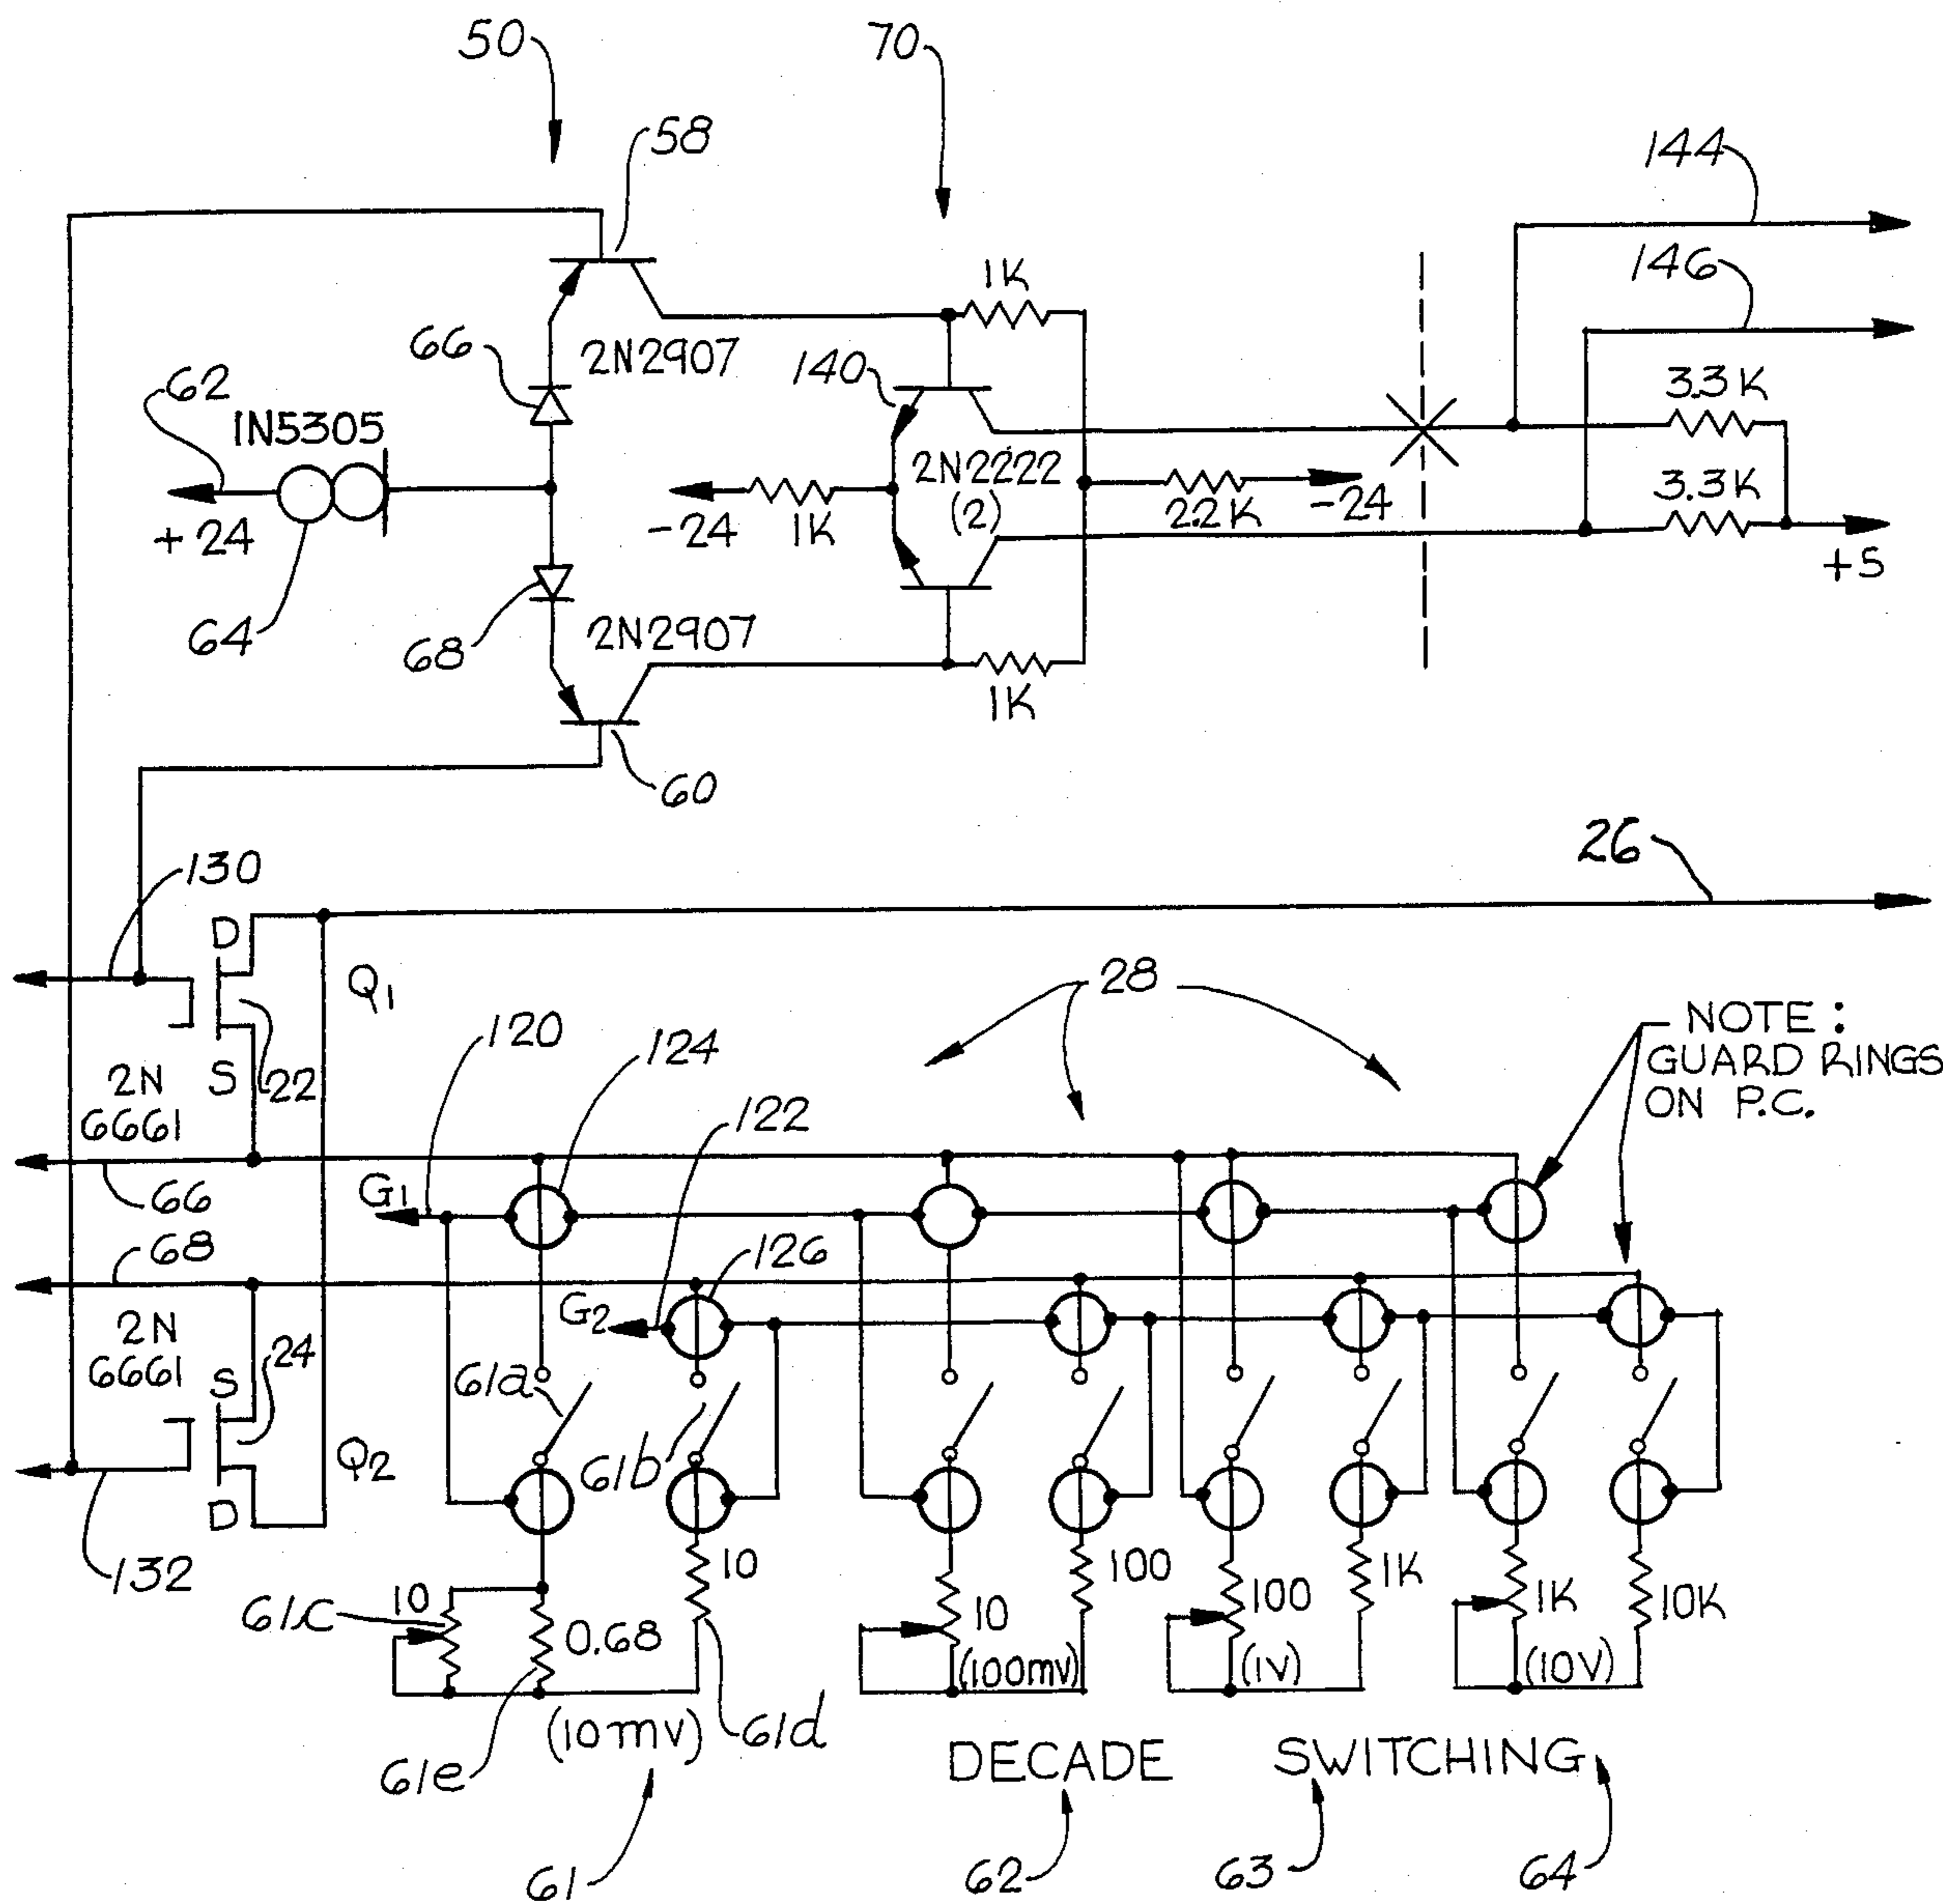 50
70
58
144
146
1K
66
2N2907
140
3.3K
62
1N5305
2N2222
(2)
3.3K
+24
-24
1K
2.2K
-24
+5
64
68
2N2907
1K
60
26
130
D
Q1
28
NOTE:
GUARD RINGS
ON P.C.
120
124
2N
6661
S
22
122
66
G1
68
126
G2
2N
6661
S
24
61a
61b
Q2
D
132
10
100
1K
61c
10
0.68
10
100
1K
10K
(100mv)
(1V)
(10V)
(10mv)
61d
61e
DECADE SWITCHING
61
62
63
64